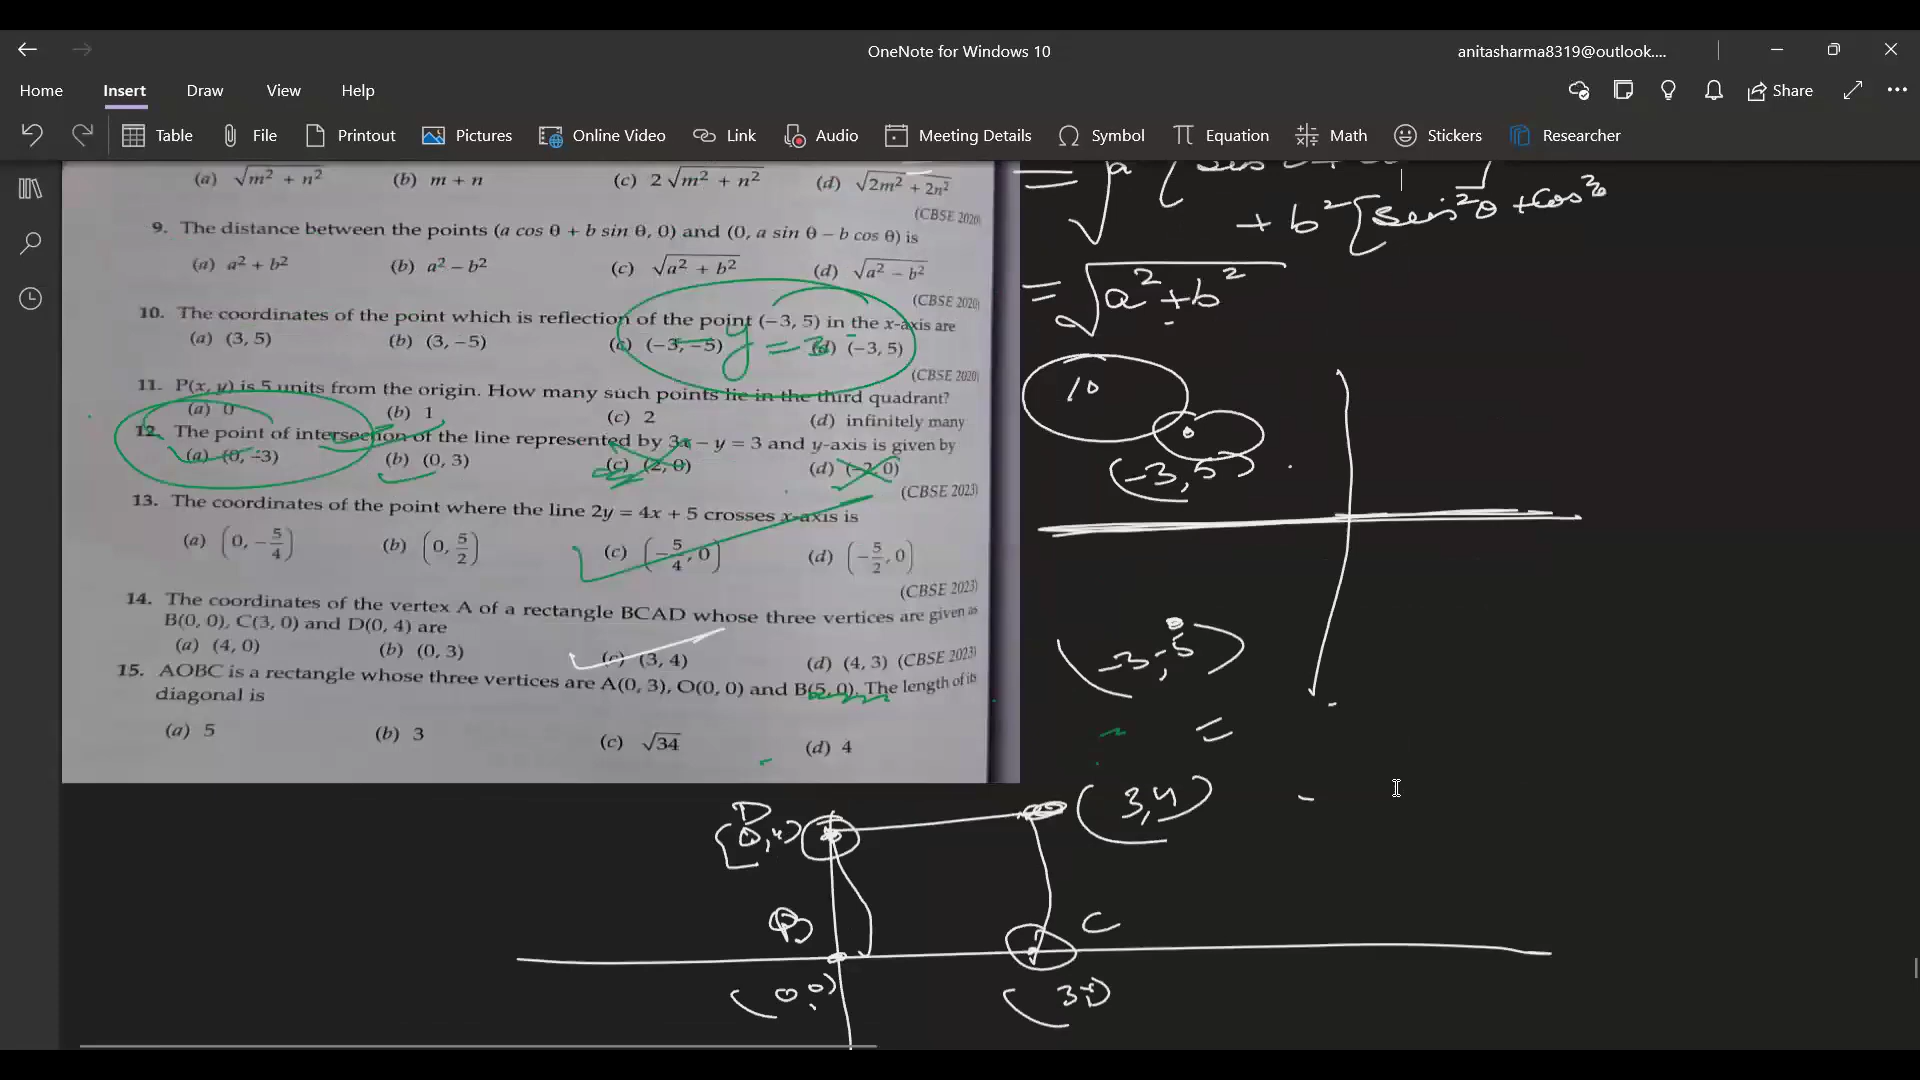 OneNote for Windows 10
anitasharma8319@outlook....
Home Insert Draw View Help
Share
Table File Printout Pictures Online Video Link Audio Meeting Details Symbol Equation Math Stickers Researcher
(a) √m² + n² (b) m + n (c) 2 √m² + n² (d) √2m² + 2n²
(CBSE 2020)
9. The distance between the points (a cos θ + b sin θ, 0) and (0, a sin θ – b cos θ) is
(a) a² + b² (b) a² – b² (c) √a² + b² (d) √a² – b²
(CBSE 2020)
10. The coordinates of the point which is reflection of the point (–3, 5) in the x-axis are
(a) (3, 5) (b) (3, –5) (c) (–3, –5) (d) (–3, 5)
y = –3
(CBSE 2020)
11. P(x, y) is 5 units from the origin. How many such points lie in the third quadrant?
(a) 0 (b) 1 (c) 2 (d) infinitely many
12. The point of intersection of the line represented by 3x – y = 3 and y-axis is given by
(a) (0, –3) (b) (0, 3) (c) (2, 0) (d) (–2, 0)
(CBSE 2023)
13. The coordinates of the point where the line 2y = 4x + 5 crosses x-axis is
(a) (0, –5/4) (b) (0, 5/2) (c) (–5/4, 0) (d) (–5/2, 0)
(CBSE 2023)
14. The coordinates of the vertex A of a rectangle BCAD whose three vertices are given as
B(0, 0), C(3, 0) and D(0, 4) are
(a) (4, 0) (b) (0, 3) (c) (3, 4) (d) (4, 3) (CBSE 2023)
15. AOBC is a rectangle whose three vertices are A(0, 3), O(0, 0) and B(5, 0). The length of its
diagonal is
(a) 5 (b) 3 (c) √34 (d) 4
+ b² [sin²θ + cos²
= √a² + b²
10
(-3, 5)
(-3, -5)
=
(3, 4)
D
(0, 4)
B
C
(0, 0)
(3, 0)